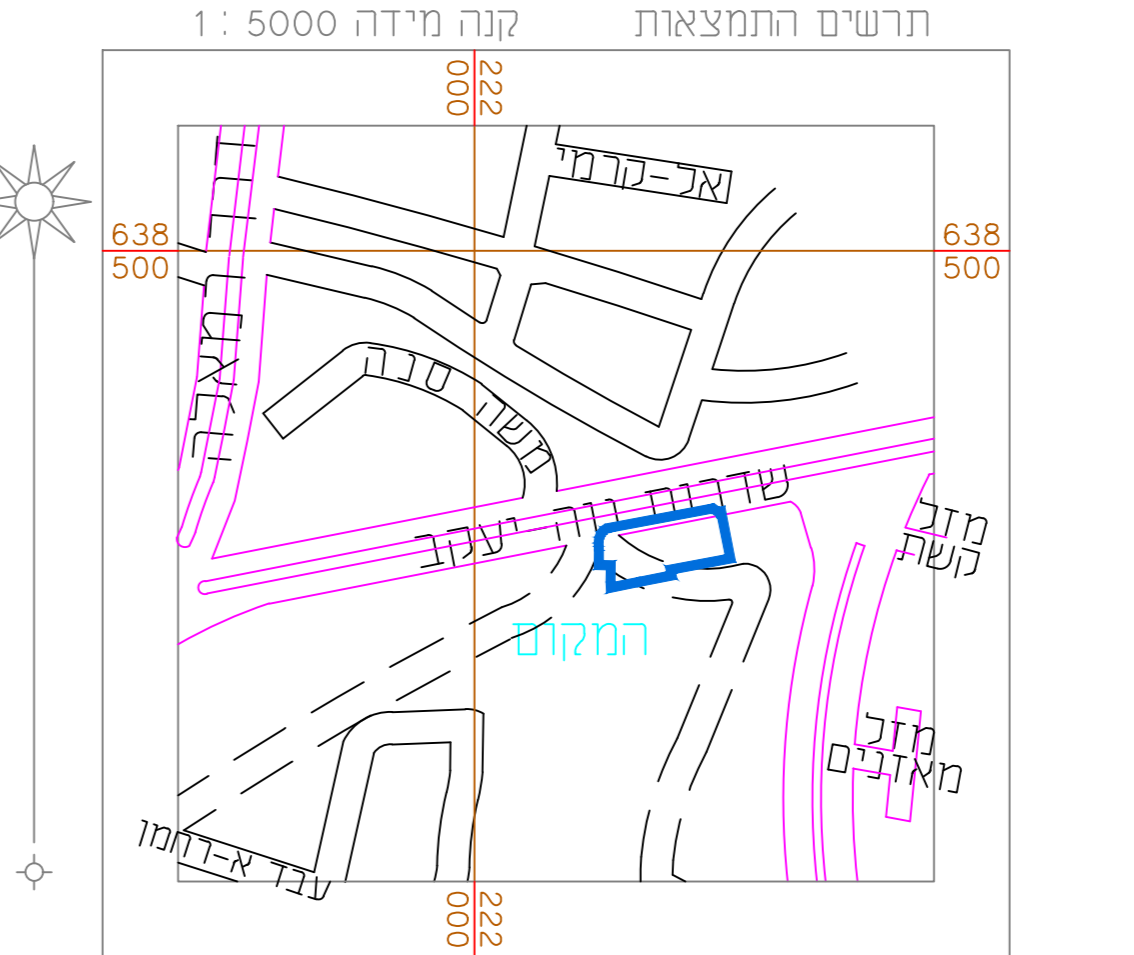 תרשים התמצאות
קנה מידה 5000 : 1
222
000
אל-קרמי
638
500
638
500
משה סנה
שדרות נוה יעקב
מזל
קשת
המקום
מזל
מאזנים
עבד א-רחמן
222
000